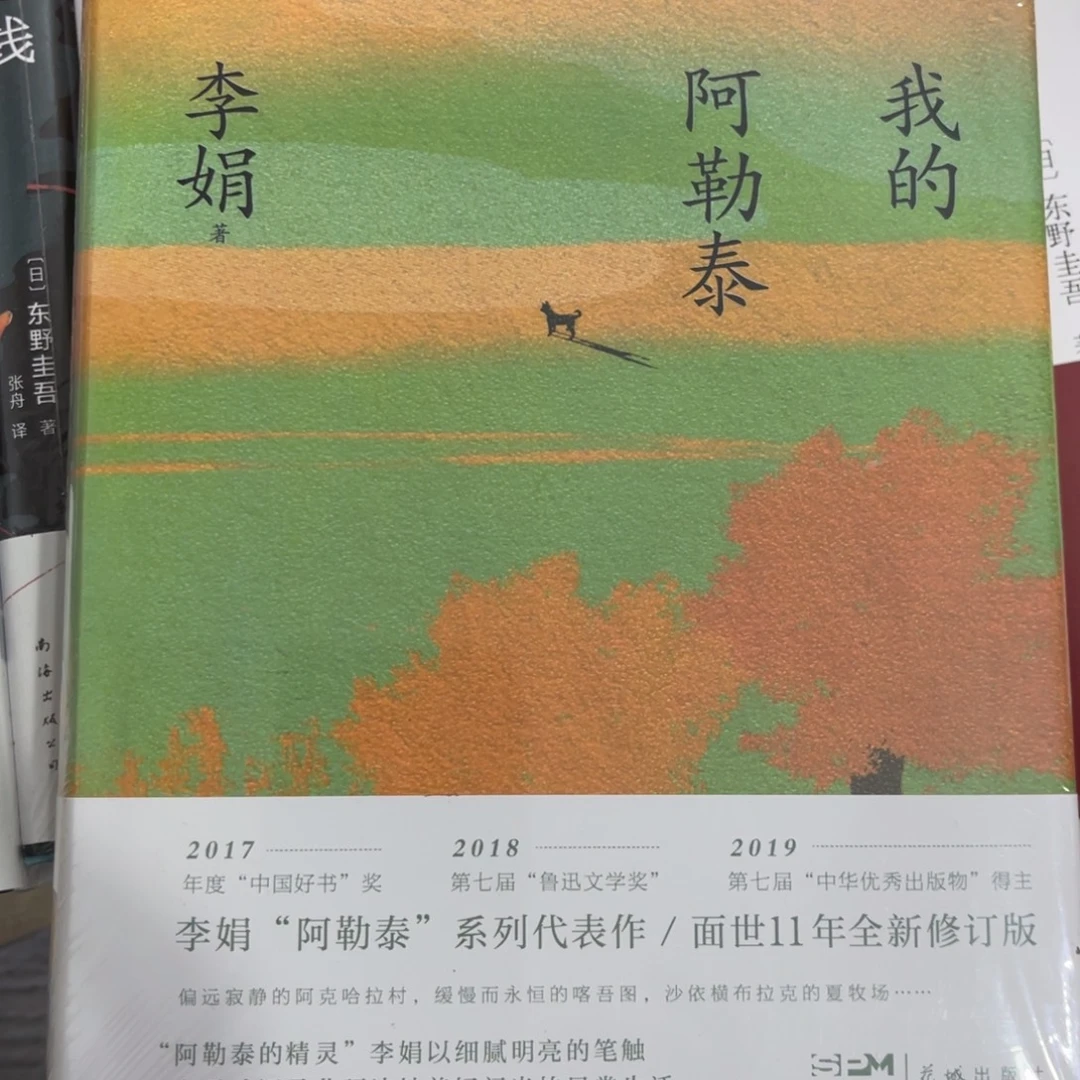 我的
阿勒泰
李娟
著
2017
年度“中国好书”奖
2018
第七届“鲁迅文学奖”
2019
第七届“中华优秀出版物”得主
李娟“阿勒泰”系列代表作 / 面世11年全新修订版
偏远寂静的阿克哈拉村，缓慢而永恒的喀吾图，沙依横布拉克的夏牧场……
“阿勒泰的精灵”李娟以细腻明亮的笔触
花城出版社
[日] 东野圭吾 著
张舟 译
南海出版公司
[日] 东野圭吾